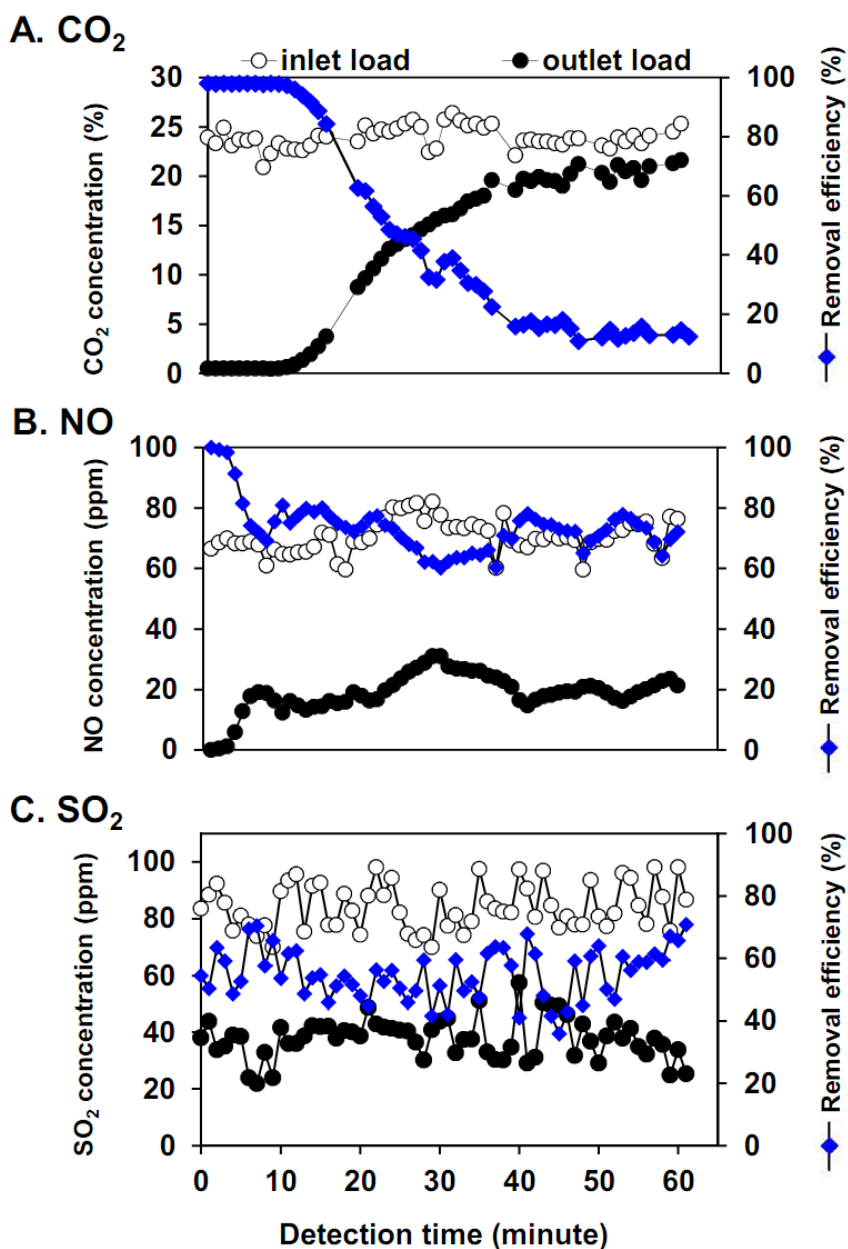 A. CO₂
inlet load
outlet load
30
25
20
15
10
5
0
CO₂ concentration (%)
100
80
60
40
20
0
Removal efficiency (%)
B. NO
100
80
60
40
20
0
NO concentration (ppm)
100
80
60
40
20
0
Removal efficiency (%)
C. SO₂
100
80
60
40
20
0
SO₂ concentration (ppm)
100
80
60
40
20
0
Removal efficiency (%)
0 10 20 30 40 50 60
Detection time (minute)